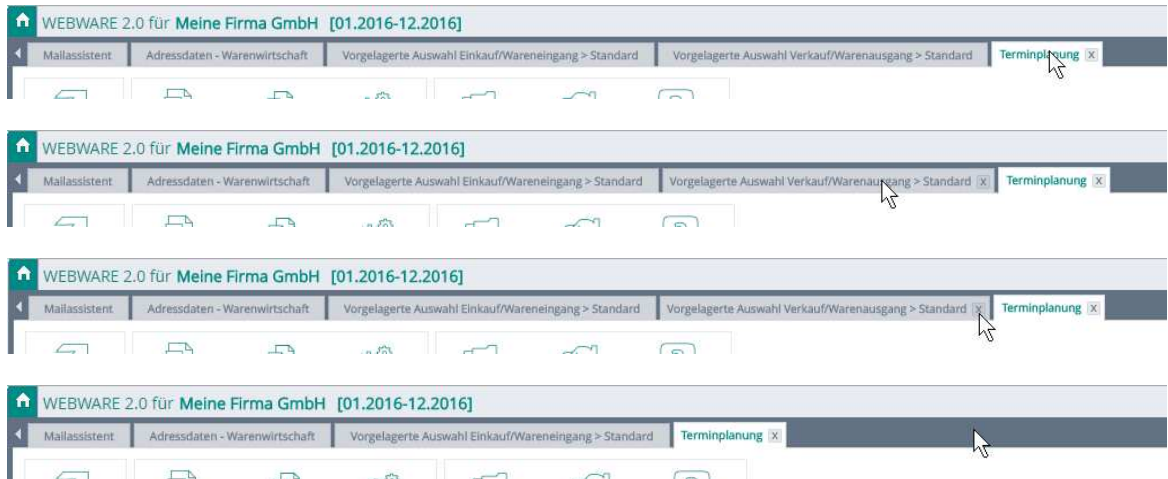 WEBWARE 2.0 für Meine Firma GmbH [01.2016-12.2016]
Mailassistent Adressdaten - Warenwirtschaft Vorgelagerte Auswahl Einkauf/Wareneingang > Standard Vorgelagerte Auswahl Verkauf/Warenausgang > Standard Terminplanung x
WEBWARE 2.0 für Meine Firma GmbH [01.2016-12.2016]
Mailassistent Adressdaten - Warenwirtschaft Vorgelagerte Auswahl Einkauf/Wareneingang > Standard Vorgelagerte Auswahl Verkauf/Warenausgang > Standard x Terminplanung x
WEBWARE 2.0 für Meine Firma GmbH [01.2016-12.2016]
Mailassistent Adressdaten - Warenwirtschaft Vorgelagerte Auswahl Einkauf/Wareneingang > Standard Vorgelagerte Auswahl Verkauf/Warenausgang > Standard x Terminplanung x
WEBWARE 2.0 für Meine Firma GmbH [01.2016-12.2016]
Mailassistent Adressdaten - Warenwirtschaft Vorgelagerte Auswahl Einkauf/Wareneingang > Standard Terminplanung x